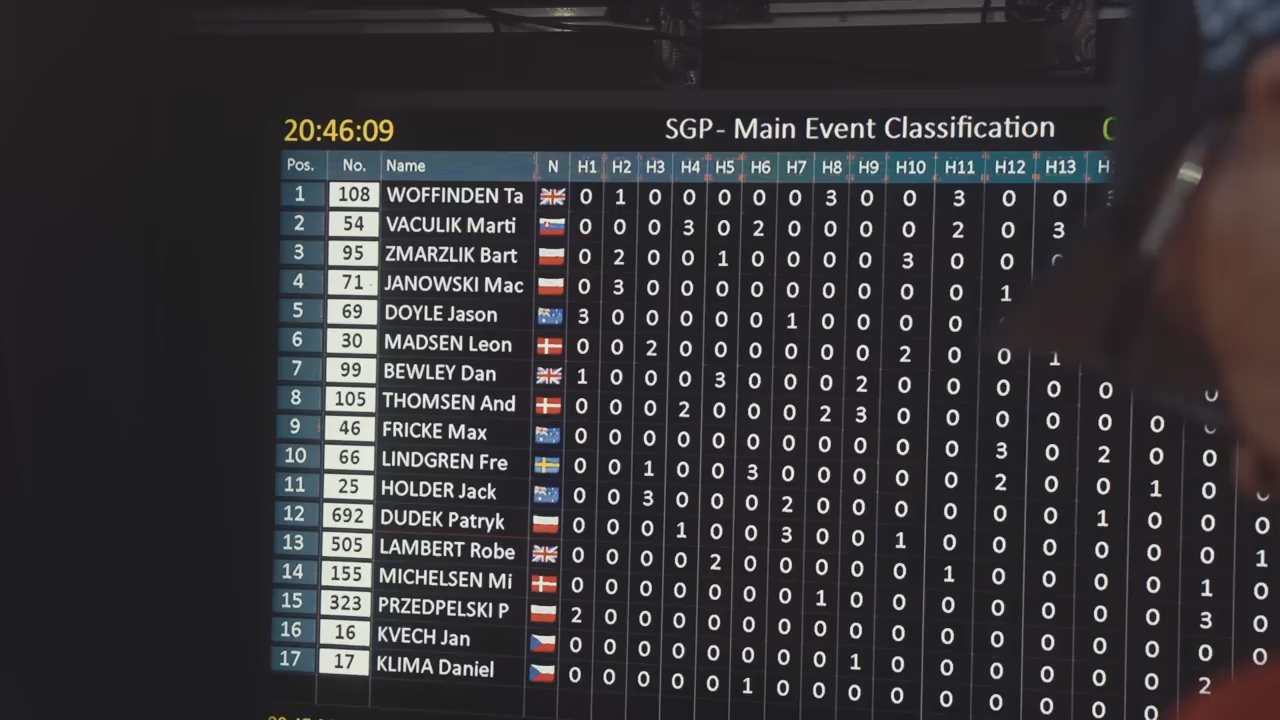 20:46:09 SGP- Main Event Classification
Pos. No. Name N H1 H2 H3 H4 H5 H6 H7 H8 H9 H10 H11 H12 H13
1 108 WOFFINDEN Ta 0 1 0 0 0 0 0 3 0 0 3 0 0
2 54 VACULIK Marti 0 0 0 3 0 2 0 0 0 0 2 0 3
3 95 ZMARZLIK Bart 0 2 0 0 1 0 0 0 0 3 0 0
4 71 JANOWSKI Mac 0 3 0 0 0 0 0 0 0 0 0 1
5 69 DOYLE Jason 3 0 0 0 0 0 1 0 0 0 0
6 30 MADSEN Leon 0 0 2 0 0 0 0 0 0 2 0 0 1
7 99 BEWLEY Dan 1 0 0 0 3 0 0 0 2 0 0 0 0 0
8 105 THOMSEN And 0 0 0 2 0 0 0 2 3 0 0 0 0 0 0
9 46 FRICKE Max 0 0 0 0 0 0 0 0 0 0 0 3 0 2 0 0
10 66 LINDGREN Fre 0 0 1 0 0 3 0 0 0 0 0 2 0 0 1 0
11 25 HOLDER Jack 0 0 3 0 0 0 2 0 0 0 0 0 0 1 0 0
12 692 DUDEK Patryk 0 0 0 1 0 0 3 0 0 1 0 0 0 0 0 0 1
13 505 LAMBERT Robe 0 0 0 0 2 0 0 0 0 0 1 0 0 0 0 1 0
14 155 MICHELSEN Mi 0 0 0 0 0 0 0 1 0 0 0 0 0 0 0 3 0
15 323 PRZEDPELSKI P 2 0 0 0 0 0 0 0 0 0 0 0 0 0 0 0 0
16 16 KVECH Jan 0 0 0 0 0 0 0 0 1 0 0 0 0 0 0 2
17 17 KLIMA Daniel 0 0 0 0 0 1 0 0 0 0 0 0 0 0 0